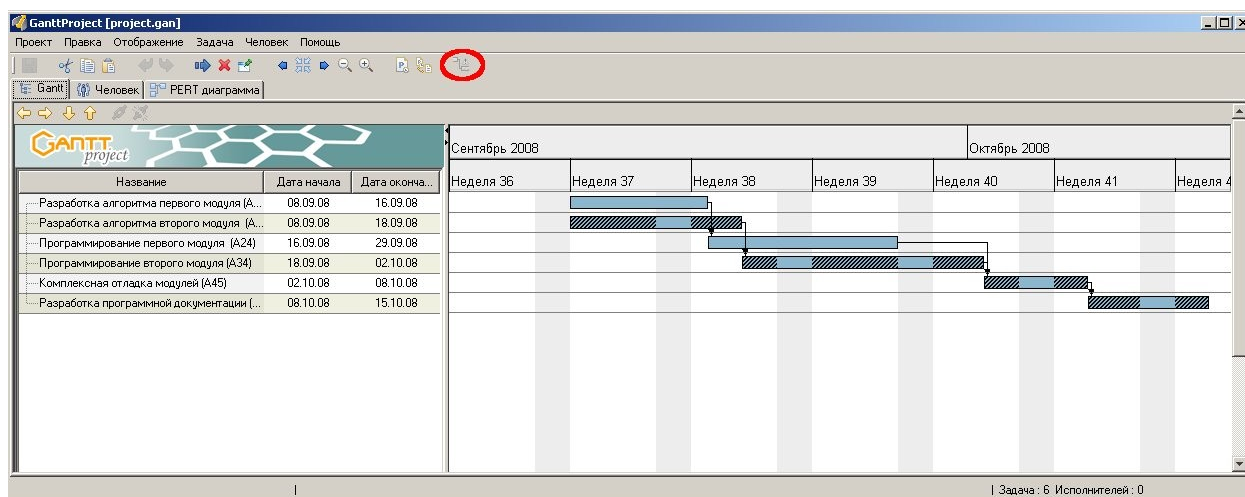 GanttProject [project.gan]
Проект Правка Отображение Задача Человек Помощь
Gantt Человек PERT диаграмма
GANTT project
Сентябрь 2008 Октябрь 2008
Название Дата начала Дата оконча... Неделя 36 Неделя 37 Неделя 38 Неделя 39 Неделя 40 Неделя 41 Неделя 4
Разработка алгоритма первого модуля (А... 08.09.08 16.09.08
Разработка алгоритма второго модуля (А... 08.09.08 18.09.08
Программирование первого модуля (А24) 16.09.08 29.09.08
Программирование второго модуля (А34) 18.09.08 02.10.08
Комплексная отладка модулей (А45) 02.10.08 08.10.08
Разработка программной документации (... 08.10.08 15.10.08
Задача : 6 Исполнителей : 0